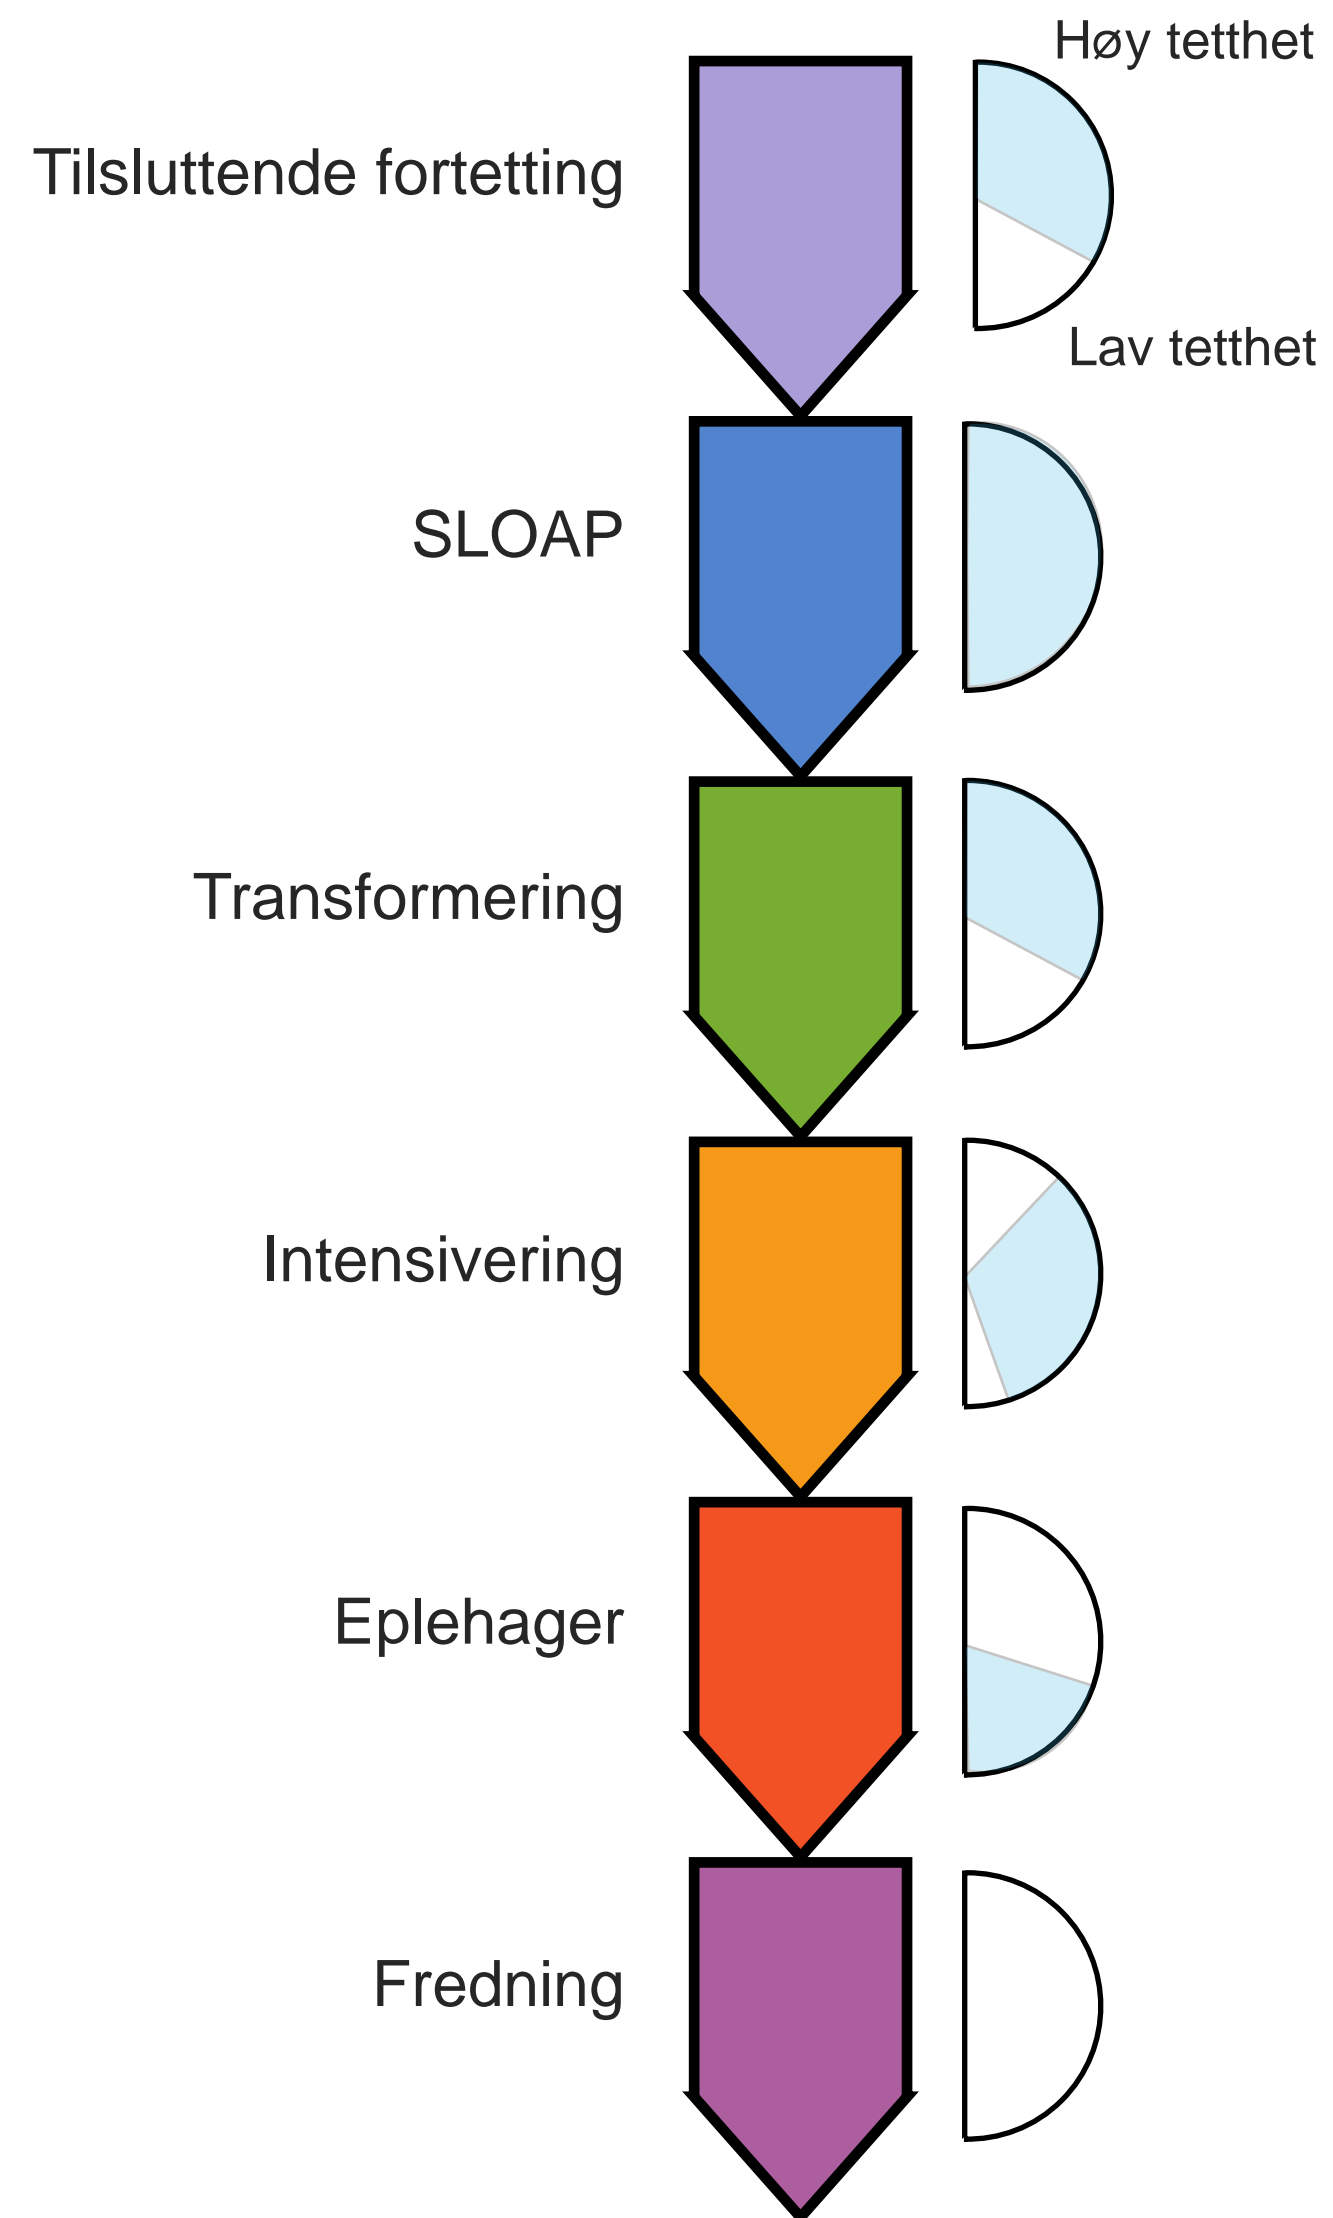 Høy tetthet
Tilsluttende fortetting
Lav tetthet
SLOAP
Transformering
Intensivering
Eplehager
Fredning